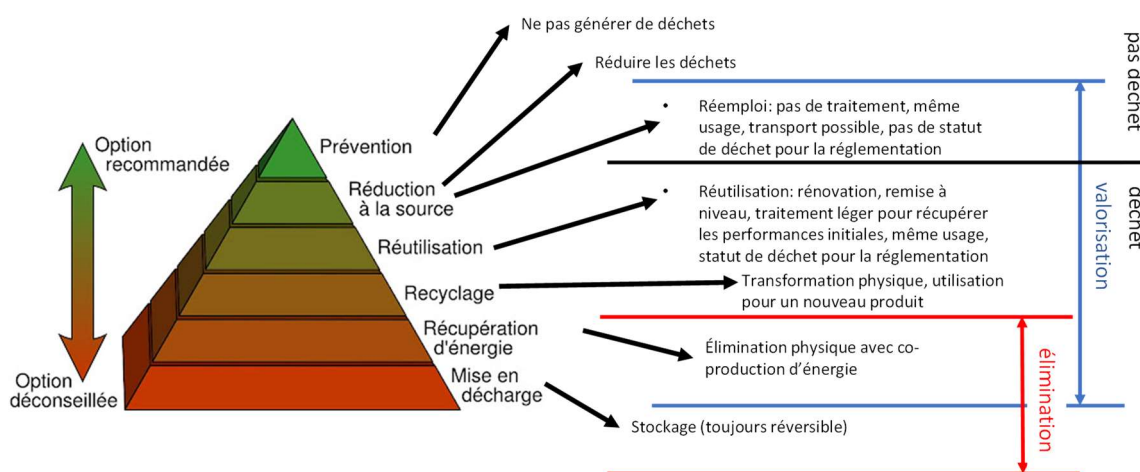 Ne pas générer de déchets
Réduire les déchets
pas déchet
• Réemploi: pas de traitement, même
usage, transport possible, pas de statut
de déchet pour la réglementation
déchet
valorisation
• Réutilisation: rénovation, remise à
niveau, traitement léger pour récupérer
les performances initiales, même usage,
statut de déchet pour la réglementation
Transformation physique, utilisation
pour un nouveau produit
Élimination physique avec co-
production d’énergie
élimination
Stockage (toujours réversible)
Option
recommandée
Option
déconseillée
Prévention
Réduction
à la source
Réutilisation
Recyclage
Récupération
d'énergie
Mise en
décharge